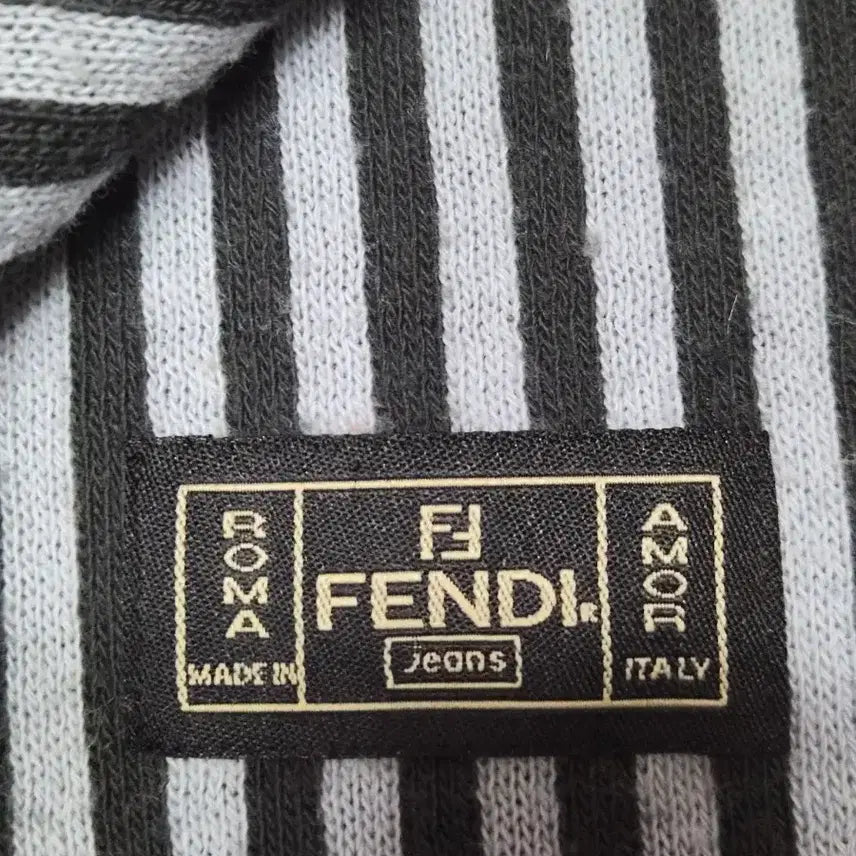 ROMA
MADE IN
FF
FENDI®
Jeans
AMOR
ITALY